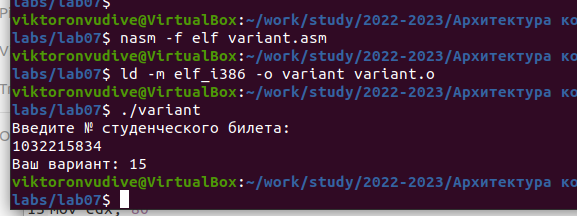 labs/lab07$
viktoronvudive@VirtualBox:~/work/study/2022-2023/Архитектура ко
labs/lab07$ nasm -f elf variant.asm
viktoronvudive@VirtualBox:~/work/study/2022-2023/Архитектура ко
labs/lab07$ ld -m elf_i386 -o variant variant.o
viktoronvudive@VirtualBox:~/work/study/2022-2023/Архитектура ко
labs/lab07$ ./variant
Введите № студенческого билета:
1032215834
Ваш вариант: 15
viktoronvudive@VirtualBox:~/work/study/2022-2023/Архитектура ко
labs/lab07$